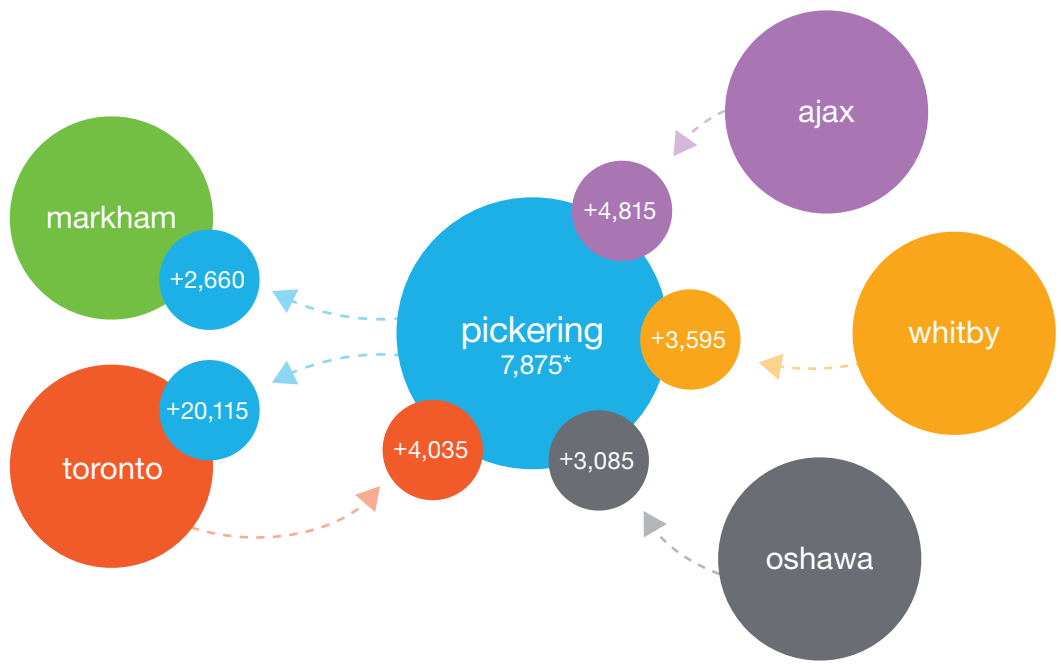 ajax
+4,815
markham
+2,660
pickering
7,875*
+3,595
whitby
+20,115
toronto
+4,035
+3,085
oshawa